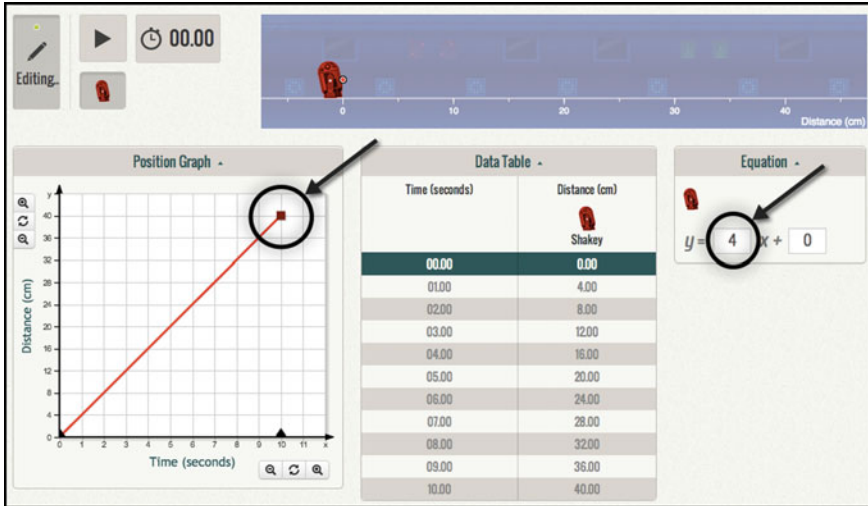 00.00
Editing...
0 10 20 30 40
Distance (cm)
Position Graph
y
40
36
32
28
24
20
16
12
8
4
0
0 1 2 3 4 5 6 7 8 9 10 11 x
Distance (cm)
Time (seconds)
Data Table
Time (seconds) Distance (cm)
Shakey
00.00 0.00
01.00 4.00
02.00 8.00
03.00 12.00
04.00 16.00
05.00 20.00
06.00 24.00
07.00 28.00
08.00 32.00
09.00 36.00
10.00 40.00
Equation
y = 4 x + 0